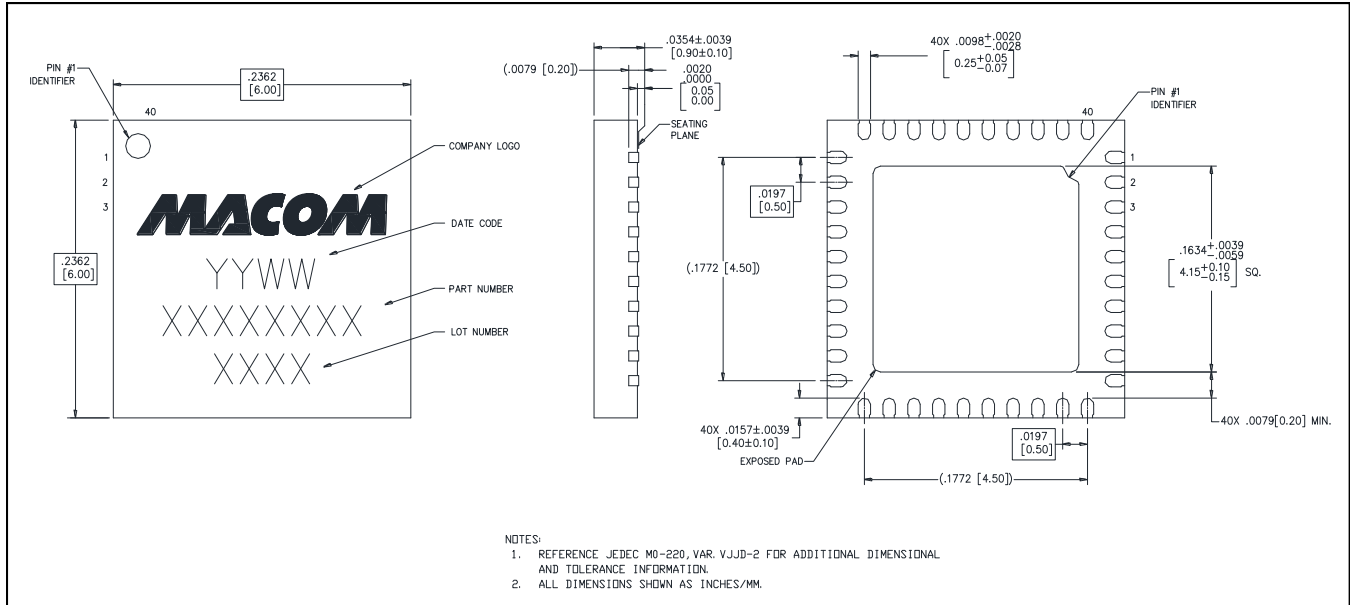 PIN #1
IDENTIFIER
.2362
[6.00]
40
1
2
3
.2362
[6.00]
MACOM
YYWW
XXXXXXXX
XXXX
COMPANY LOGO
DATE CODE
PART NUMBER
LOT NUMBER
.0354±.0039
[0.90±0.10]
(.0079 [0.20])
.0020
.0000
[0.05
0.00]
SEATING
PLANE
40X .0098+.0020
-.0028
[0.25+0.05
-0.07]
PIN #1
IDENTIFIER
40
1
2
3
.0197
[0.50]
(.1772 [4.50])
.1634+.0039
-.0059
[4.15+0.10
-0.15] SQ.
40X .0157±.0039
[0.40±0.10]
EXPOSED PAD
.0197
[0.50]
(.1772 [4.50])
40X .0079[0.20] MIN.
NOTES:
1. REFERENCE JEDEC MO-220, VAR. VJJD-2 FOR ADDITIONAL DIMENSIONAL
AND TOLERANCE INFORMATION.
2. ALL DIMENSIONS SHOWN AS INCHES/MM.